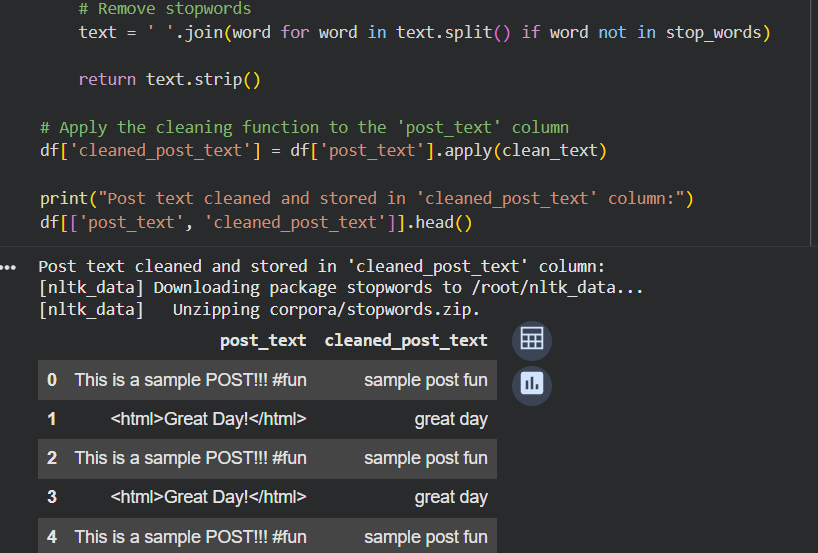 # Remove stopwords
text = ' '.join(word for word in text.split() if word not in stop_words)
return text.strip()
# Apply the cleaning function to the 'post_text' column
df['cleaned_post_text'] = df['post_text'].apply(clean_text)
print("Post text cleaned and stored in 'cleaned_post_text' column:")
df[['post_text', 'cleaned_post_text']].head()
Post text cleaned and stored in 'cleaned_post_text' column:
[nltk_data] Downloading package stopwords to /root/nltk_data...
[nltk_data]   Unzipping corpora/stopwords.zip.
post_text cleaned_post_text
0 This is a sample POST!!! #fun sample post fun
1 <html>Great Day!</html> great day
2 This is a sample POST!!! #fun sample post fun
3 <html>Great Day!</html> great day
4 This is a sample POST!!! #fun sample post fun